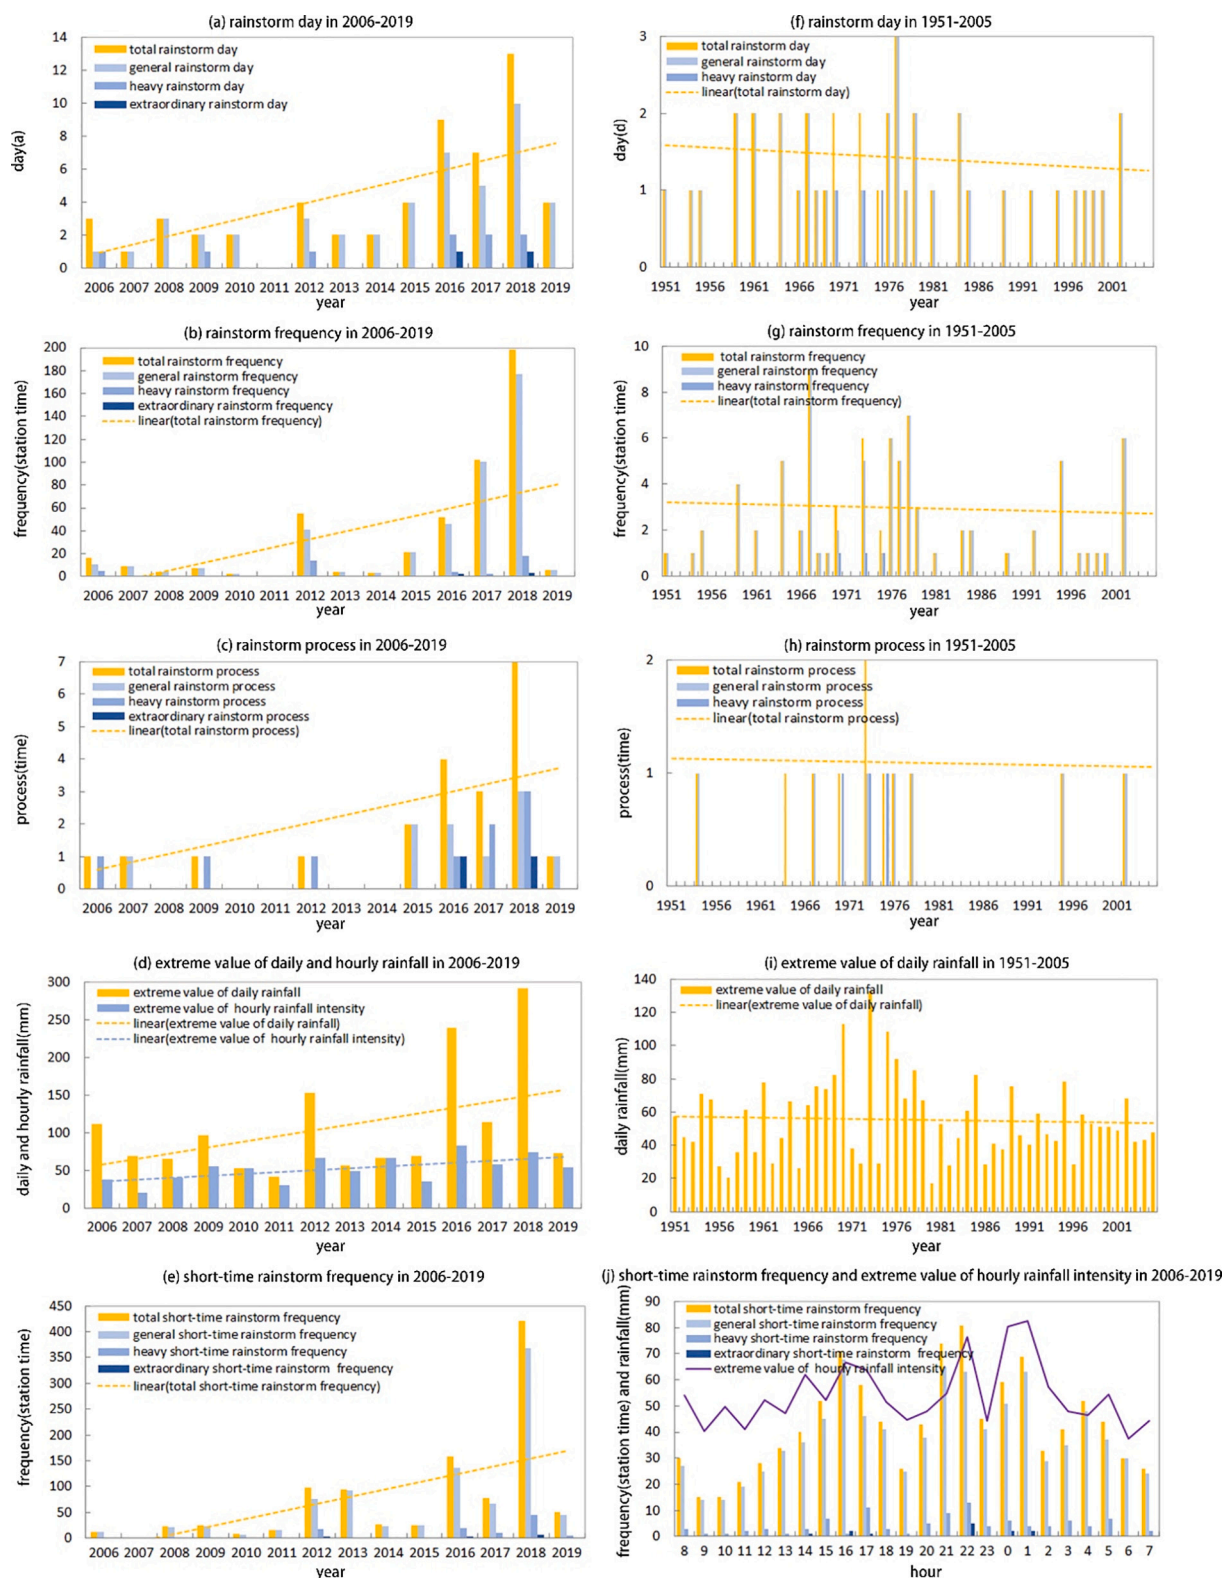 (a) rainstorm day in 2006-2019
total rainstorm day
general rainstorm day
heavy rainstorm day
extraordinary rainstorm day
day(a)
14
12
10
8
6
4
2
0
2006 2007 2008 2009 2010 2011 2012 2013 2014 2015 2016 2017 2018 2019
year
(f) rainstorm day in 1951-2005
total rainstorm day
general rainstorm day
heavy rainstorm day
linear(total rainstorm day)
day(d)
3
2
1
0
1951 1956 1961 1966 1971 1976 1981 1986 1991 1996 2001
year
(b) rainstorm frequency in 2006-2019
total rainstorm frequency
general rainstorm frequency
heavy rainstorm frequency
extraordinary rainstorm frequency
linear(total rainstorm frequency)
frequency(station time)
200
180
160
140
120
100
80
60
40
20
0
2006 2007 2008 2009 2010 2011 2012 2013 2014 2015 2016 2017 2018 2019
year
(g) rainstorm frequency in 1951-2005
total rainstorm frequency
general rainstorm frequency
heavy rainstorm frequency
linear(total rainstorm frequency)
frequency(station time)
10
8
6
4
2
0
1951 1956 1961 1966 1971 1976 1981 1986 1991 1996 2001
year
(c) rainstorm process in 2006-2019
total rainstorm process
general rainstorm process
heavy rainstorm process
extraordinary rainstorm process
linear(total rainstorm process)
process(time)
7
6
5
4
3
2
1
0
2006 2007 2008 2009 2010 2011 2012 2013 2014 2015 2016 2017 2018 2019
year
(h) rainstorm process in 1951-2005
total rainstorm process
general rainstorm process
heavy rainstorm process
linear(total rainstorm process)
process(time)
2
1
0
1951 1956 1961 1966 1971 1976 1981 1986 1991 1996 2001
year
(d) extreme value of daily and hourly rainfall in 2006-2019
extreme value of daily rainfall
extreme value of hourly rainfall intensity
linear(extreme value of daily rainfall)
linear(extreme value of hourly rainfall intensity)
daily and hourly rainfall(mm)
300
250
200
150
100
50
0
2006 2007 2008 2009 2010 2011 2012 2013 2014 2015 2016 2017 2018 2019
year
(i) extreme value of daily rainfall in 1951-2005
extreme value of daily rainfall
linear(extreme value of daily rainfall)
daily rainfall(mm)
140
120
100
80
60
40
20
0
1951 1956 1961 1966 1971 1976 1981 1986 1991 1996 2001
year
(e) short-time rainstorm frequency in 2006-2019
total short-time rainstorm frequency
general short-time rainstorm frequency
heavy short-time rainstorm frequency
extraordinary short-time rainstorm frequency
linear(total short-time rainstorm frequency)
frequency(station time)
450
400
350
300
250
200
150
100
50
0
2006 2007 2008 2009 2010 2011 2012 2013 2014 2015 2016 2017 2018 2019
year
(j) short-time rainstorm frequency and extreme value of hourly rainfall intensity in 2006-2019
total short-time rainstorm frequency
general short-time rainstorm frequency
heavy short-time rainstorm frequency
extraordinary short-time rainstorm frequency
extreme value of hourly rainfall intensity
frequency(station time) and rainfall(mm)
90
80
70
60
50
40
30
20
10
0
8 9 10 11 12 13 14 15 16 17 18 19 20 21 22 23 0 1 2 3 4 5 6 7
hour